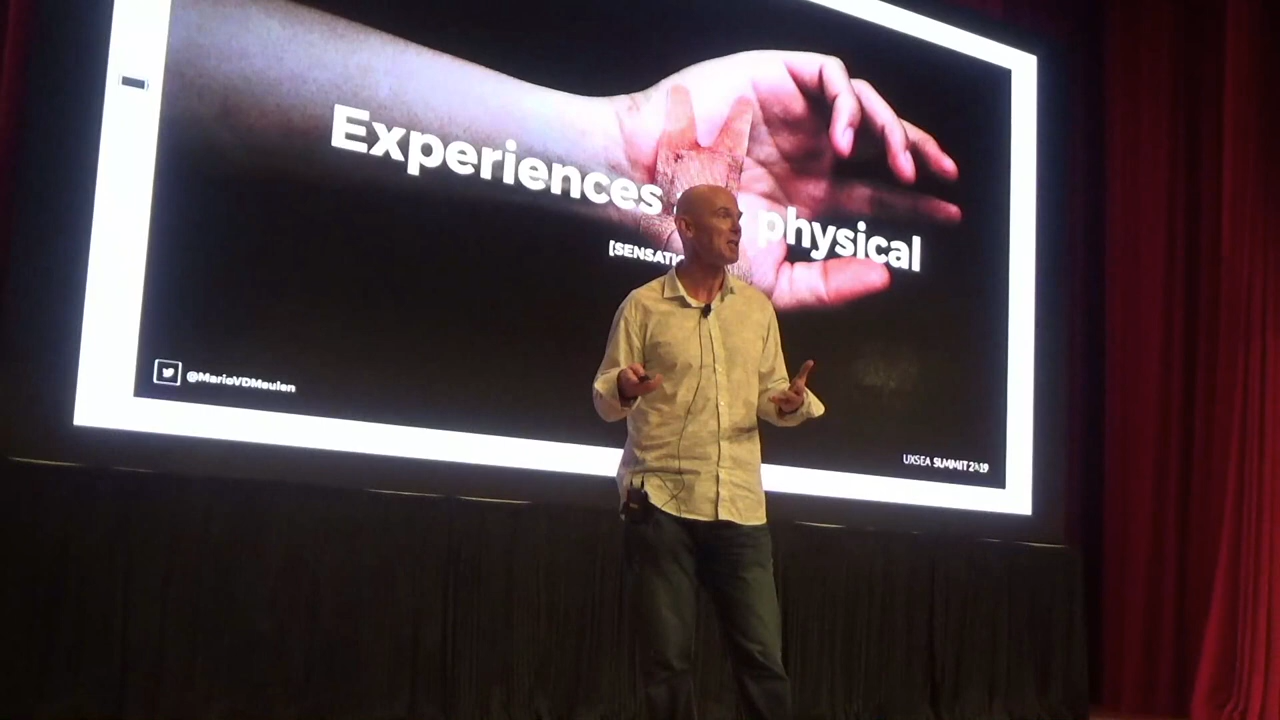 Experiences physical
[SENSATIO
@MarioVDMeulen
UXSEA SUMMIT 2019